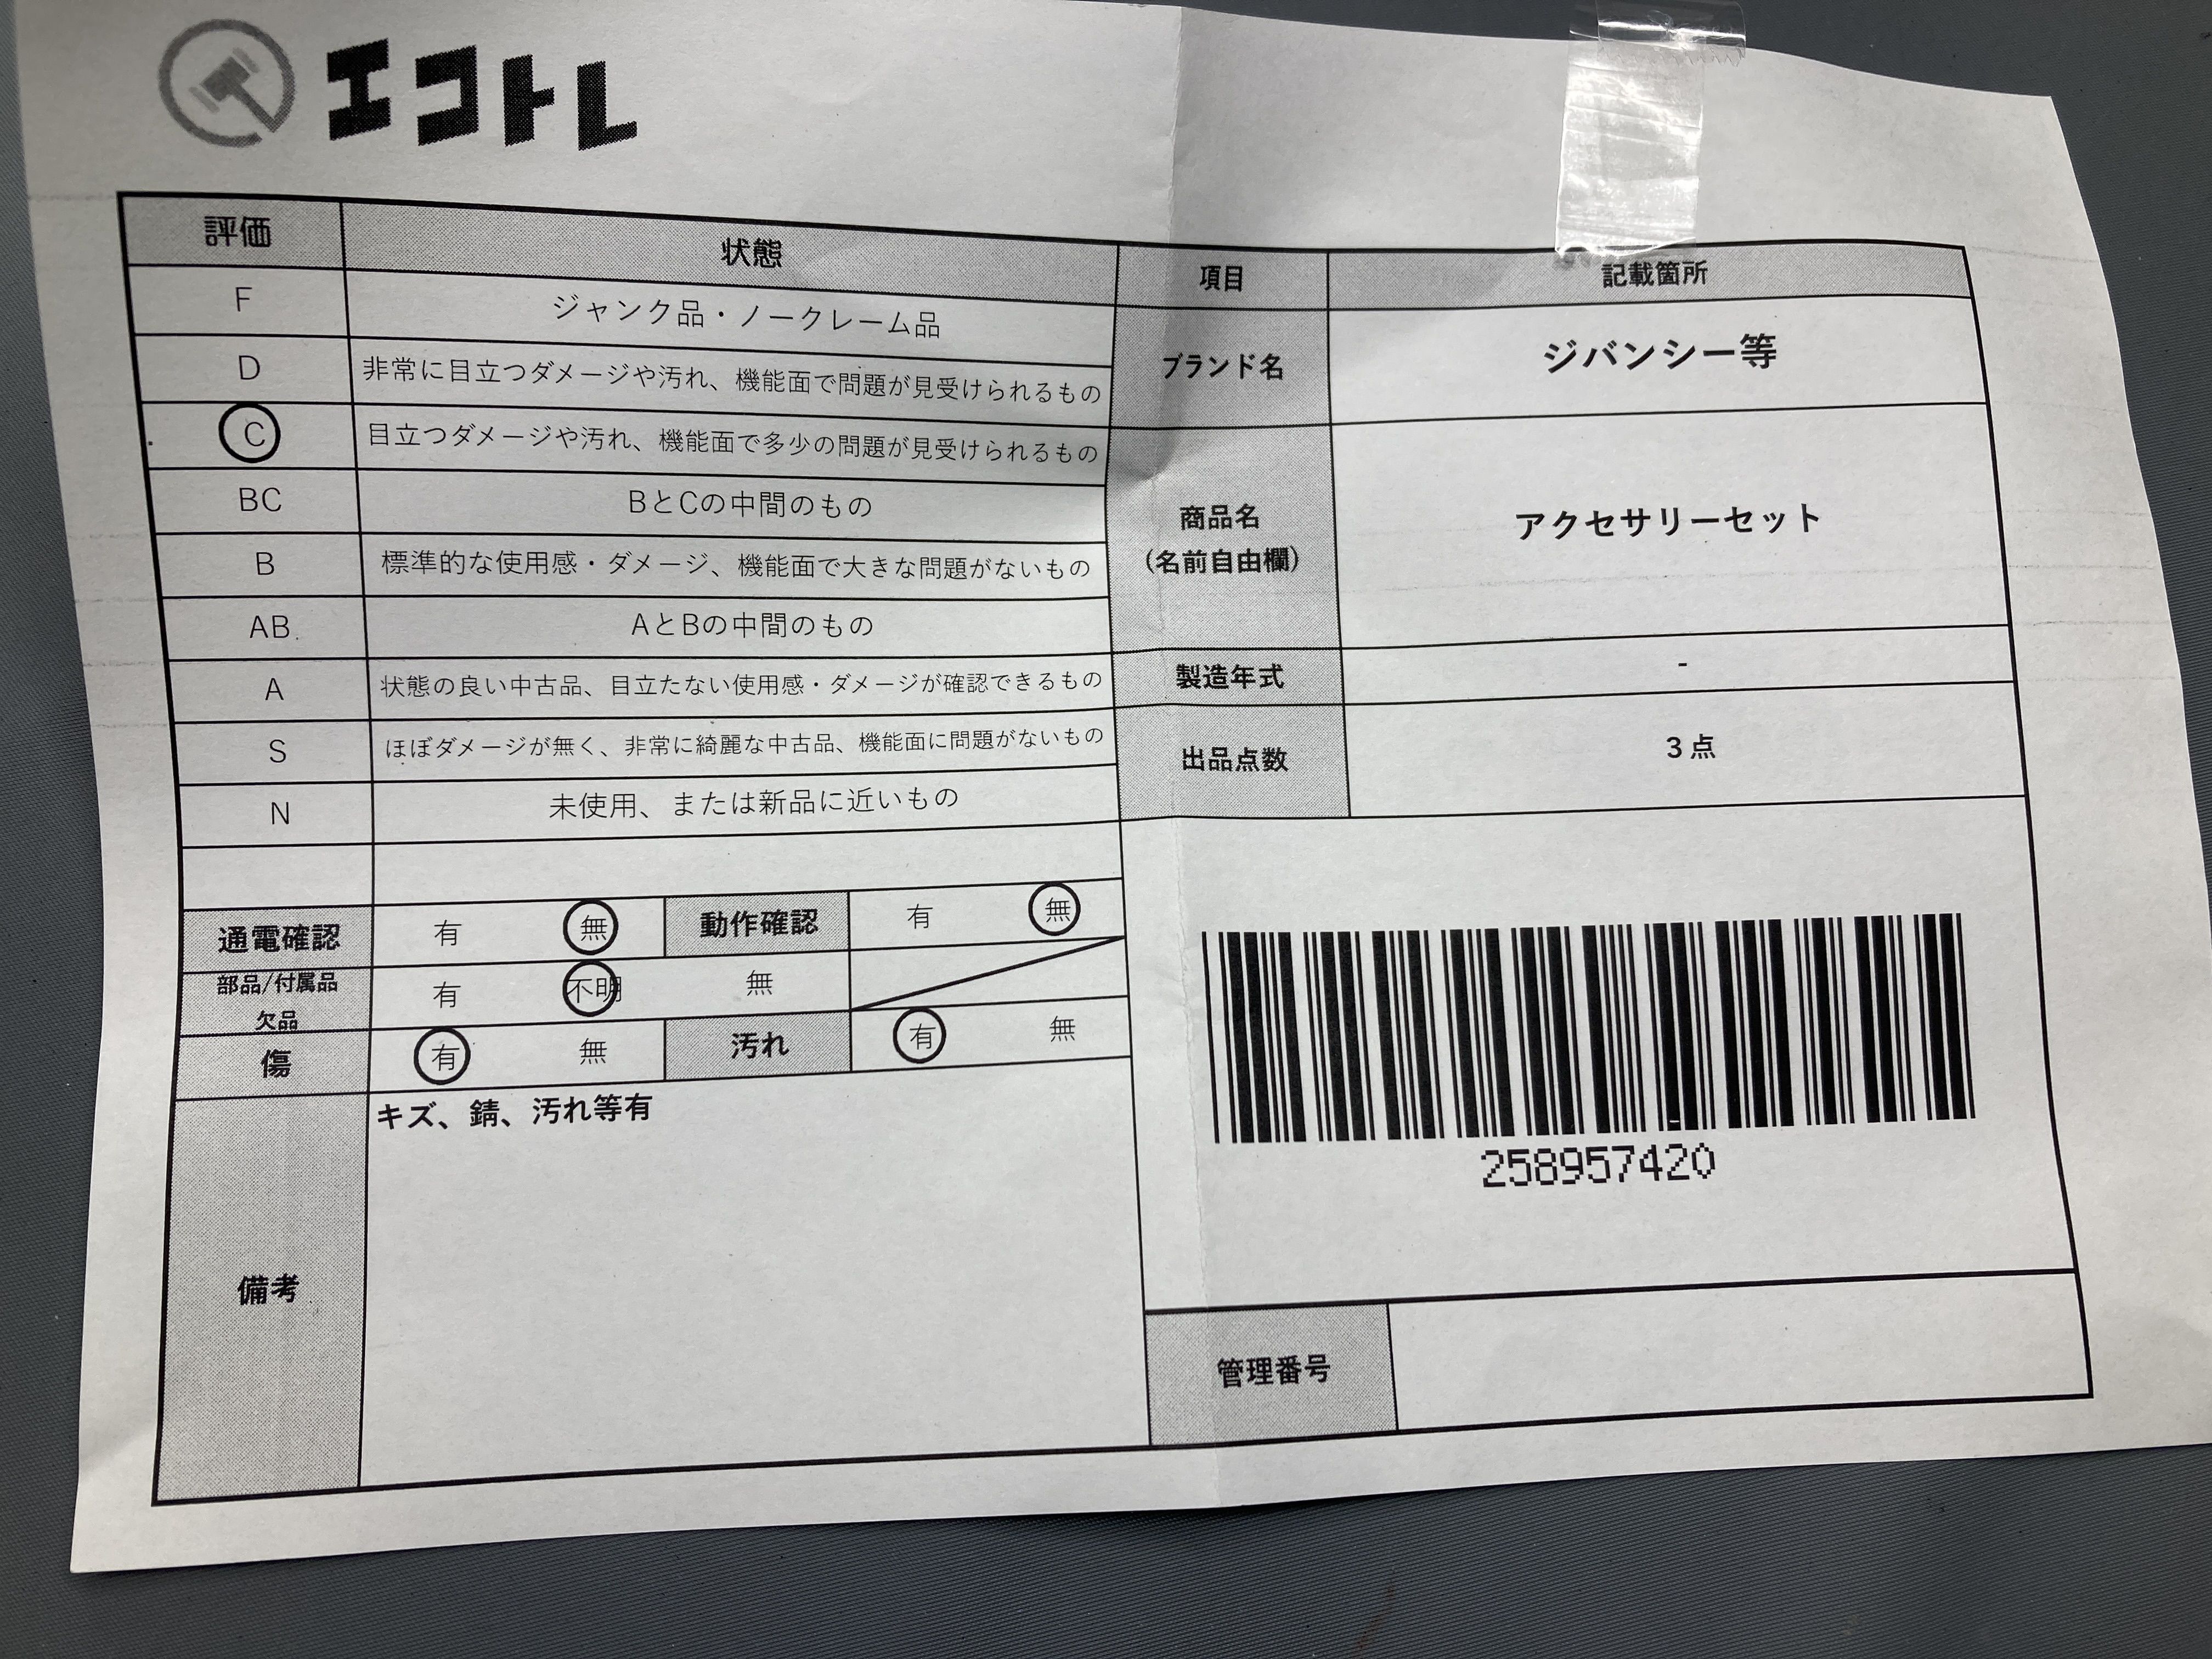 エコトレ
評価 状態
F ジャンク品・ノークレーム品
D 非常に目立つダメージや汚れ、機能面で問題が見受けられるもの
C 目立つダメージや汚れ、機能面で多少の問題が見受けられるもの
BC BとCの中間のもの
B 標準的な使用感・ダメージ、機能面で大きな問題がないもの
AB AとBの中間のもの
A 状態の良い中古品、目立たない使用感・ダメージが確認できるもの
S ほぼダメージが無く、非常に綺麗な中古品、機能面に問題がないもの
N 未使用、または新品に近いもの
通電確認 有 無 動作確認 有 無
部品/付属品
欠品
有 不明 無
傷 有 無 汚れ 有 無
備考
キズ、錆、汚れ等有
項目 記載箇所
ブランド名 ジバンシー等
商品名
(名前自由欄)
アクセサリーセット
製造年式 -
出品点数 3点
258957420
管理番号